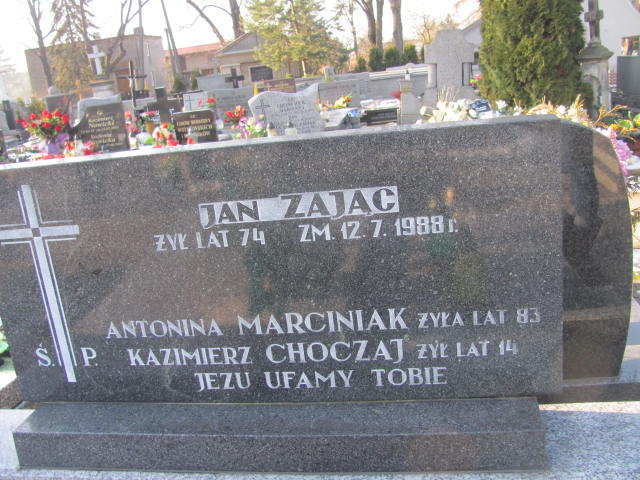 JAN ZAJĄC
ŻYŁ LAT 74 ZM. 12.7.1988 r.
ANTONINA MARCINIAK ŻYŁA LAT 83
Ś. P. KAZIMIERZ CHOCZAJ ŻYŁ LAT 14
JEZU UFAMY TOBIE